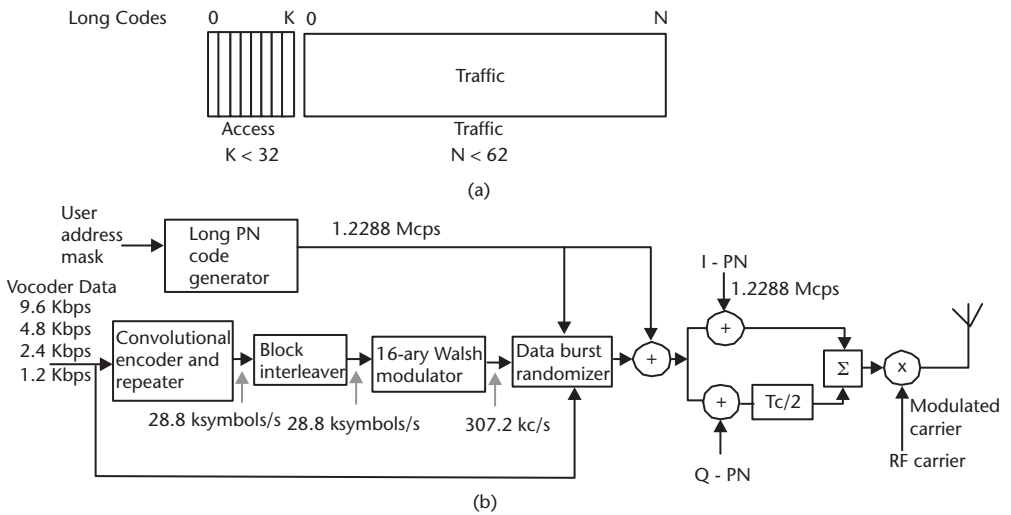 Long Codes 0 K 0 N
Traffic
Access Traffic
K < 32 N < 62
(a)
User
address
mask
Long PN
code
generator
1.2288 Mcps
I - PN
1.2288 Mcps
Vocoder Data
9.6 Kbps
4.8 Kbps
2.4 Kbps
1.2 Kbps
Convolutional
encoder and
repeater
Block
interleaver
16-ary Walsh
modulator
Data burst
randomizer
+
+
+
Tc/2
Σ
x
28.8 ksymbols/s 28.8 ksymbols/s 307.2 kc/s
Modulated
carrier
RF carrier
Q - PN
(b)